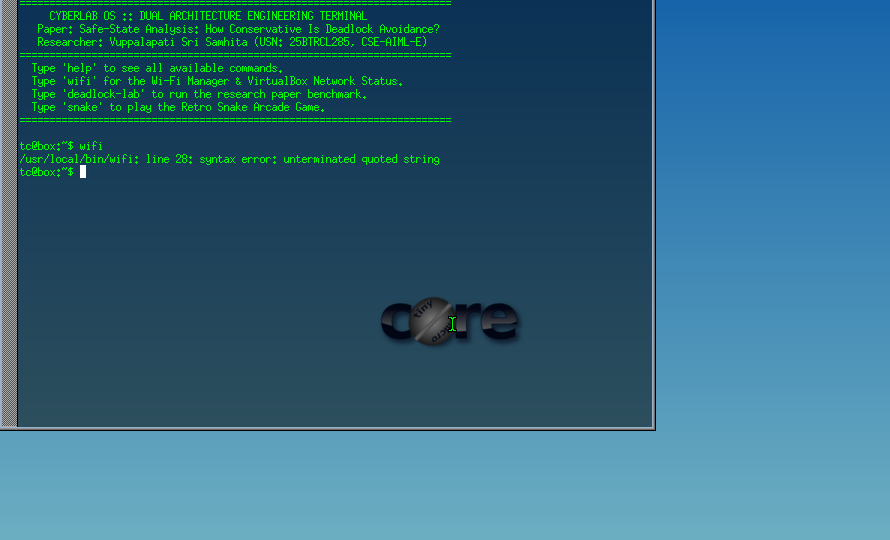 ===========================================================================
CYBERLAB OS :: DUAL ARCHITECTURE ENGINEERING TERMINAL
Paper: Safe-State Analysis: How Conservative Is Deadlock Avoidance?
Researcher: Vuppalapati Sri Samhita (USN: 25BTRCL205, CSE-AIML-E)
===========================================================================
Type 'help' to see all available commands.
Type 'wifi' for the Wi-Fi Manager & VirtualBox Network Status.
Type 'deadlock-lab' to run the research paper benchmark.
Type 'snake' to play the Retro Snake Arcade Game.
===========================================================================
tc@box:~$ wifi
/usr/local/bin/wifi: line 28: syntax error: unterminated quoted string
tc@box:~$
core
tiny
micro